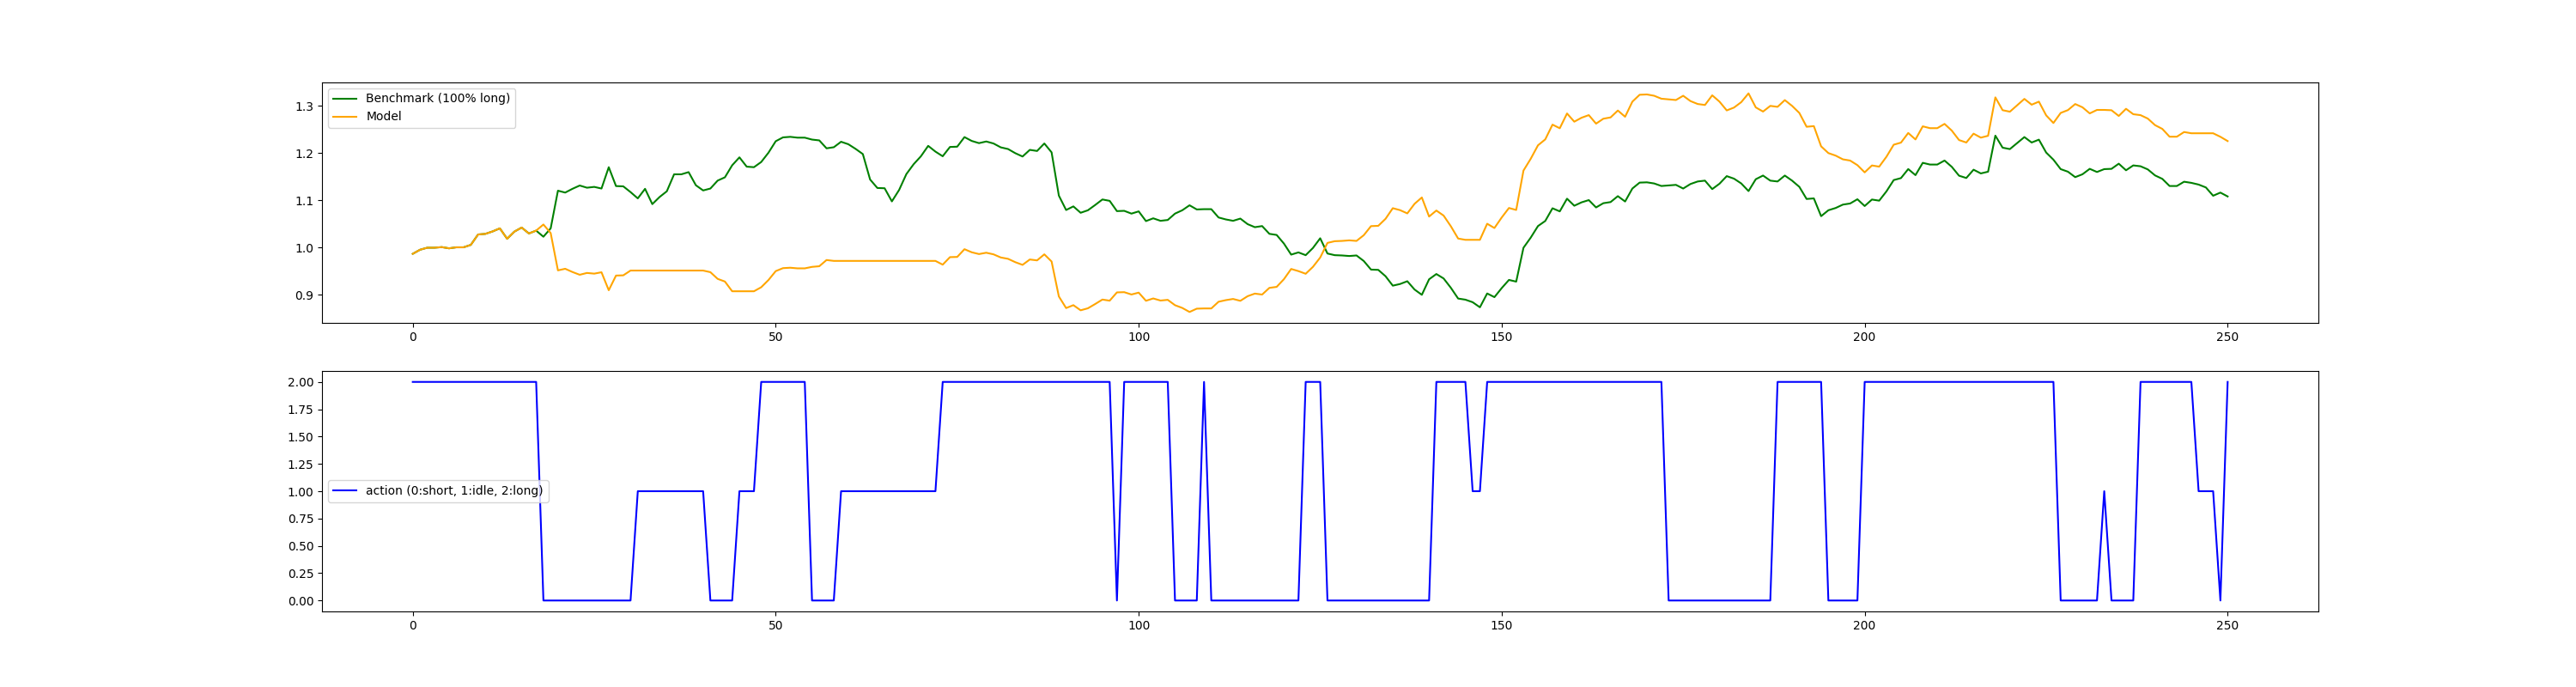 Benchmark (100% long)
Model
1.3
1.2
1.1
1.0
0.9
0 50 100 150 200 250
action (0:short, 1:idle, 2:long)
2.00
1.75
1.50
1.25
1.00
0.75
0.50
0.25
0.00
0 50 100 150 200 250